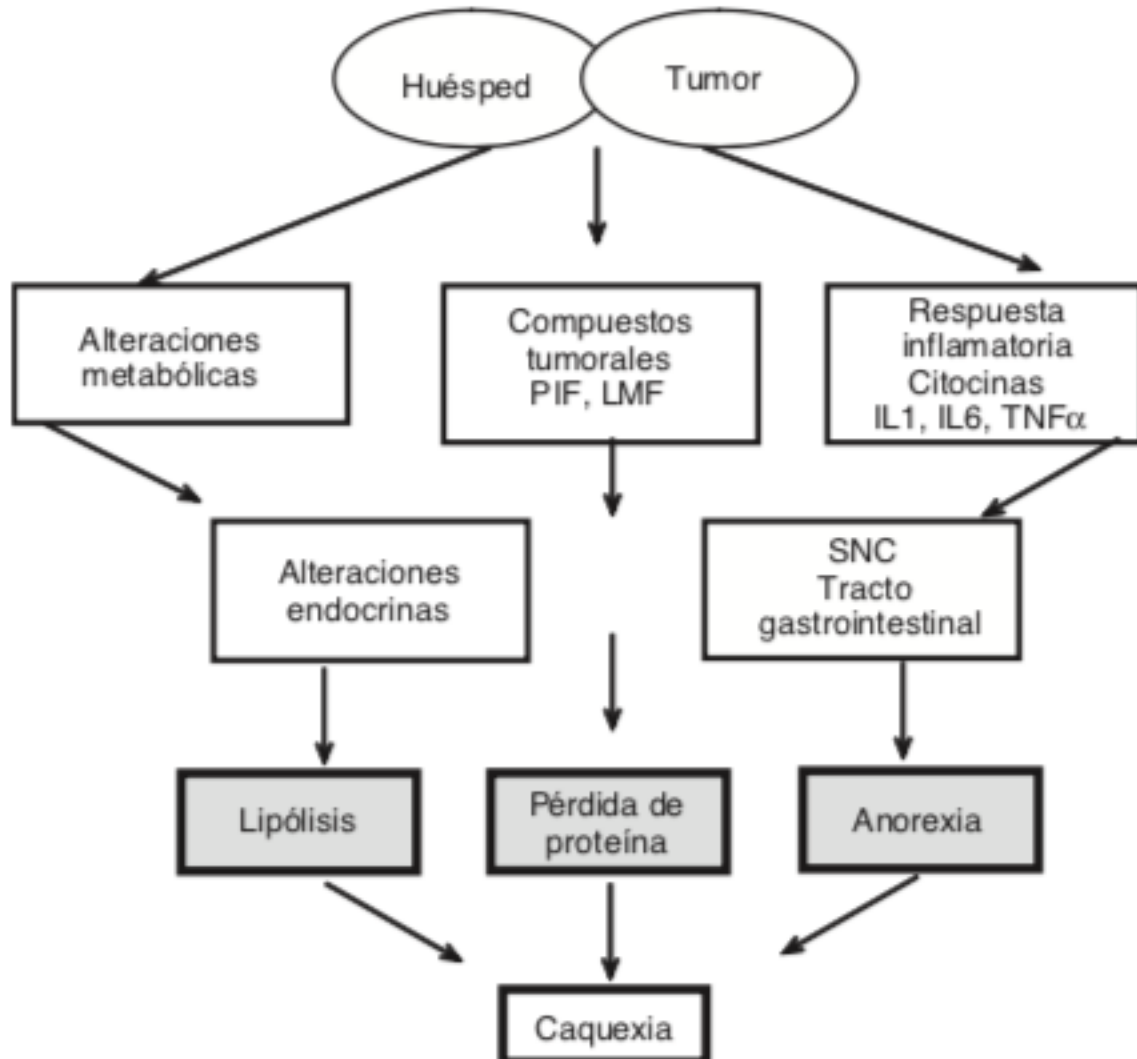 Huésped
Tumor
Alteraciones
metabólicas
Compuestos
tumorales
PIF, LMF
Respuesta
inflamatoria
Citocinas
IL1, IL6, TNFα
Alteraciones
endocrinas
SNC
Tracto
gastrointestinal
Lipólisis
Pérdida de
proteína
Anorexia
Caquexia